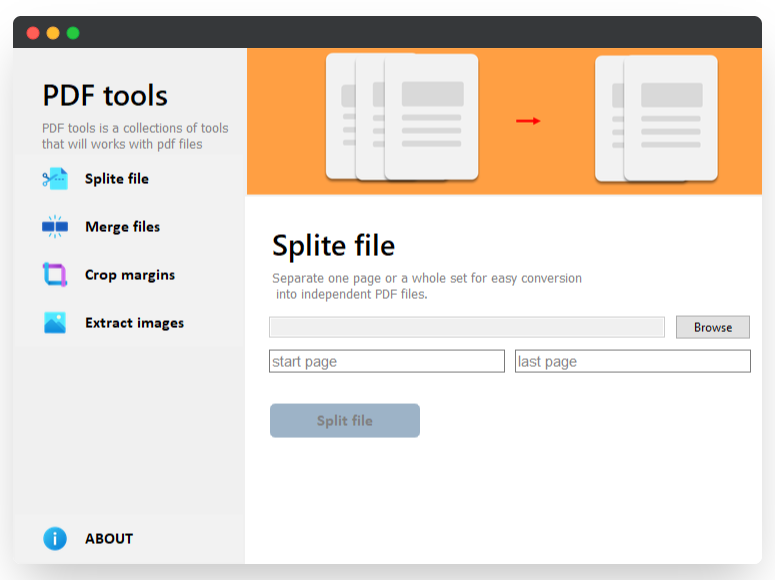 PDF tools
PDF tools is a collections of tools
that will works with pdf files
Splite file
Merge files
Crop margins
Extract images
ABOUT
Splite file
Separate one page or a whole set for easy conversion
into independent PDF files.
Browse
start page
last page
Split file